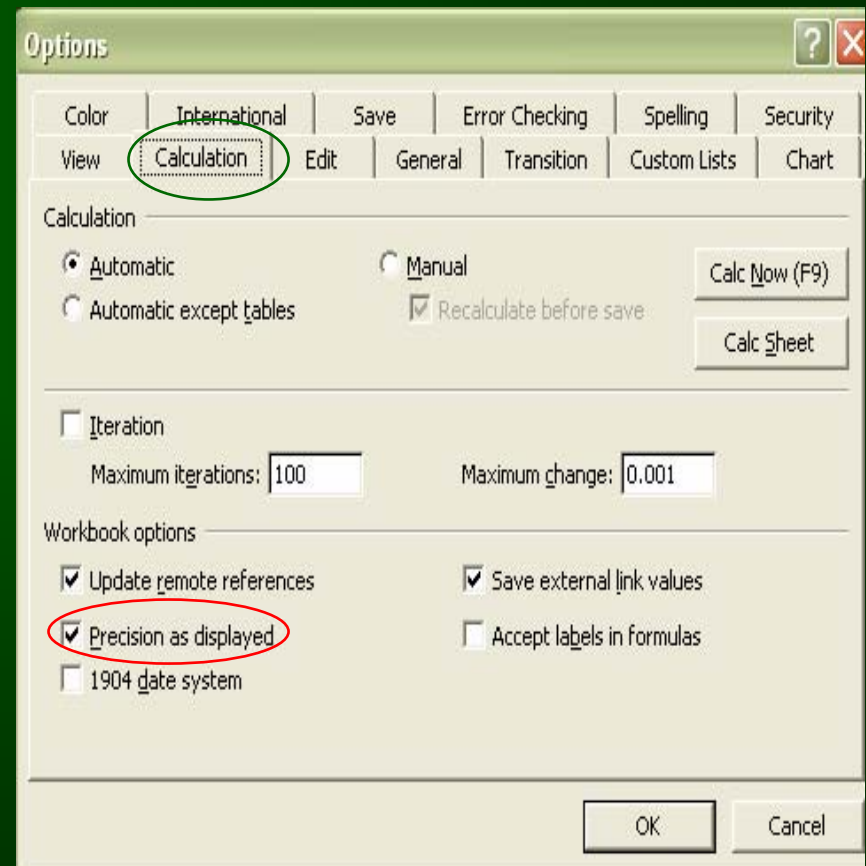 Options
Color International Save Error Checking Spelling Security
View Calculation Edit General Transition Custom Lists Chart
Calculation
Automatic Manual Calc Now (F9)
Automatic except tables Recalculate before save
Calc Sheet
Iteration
Maximum iterations: 100 Maximum change: 0.001
Workbook options
Update remote references Save external link values
Precision as displayed Accept labels in formulas
1904 date system
OK Cancel